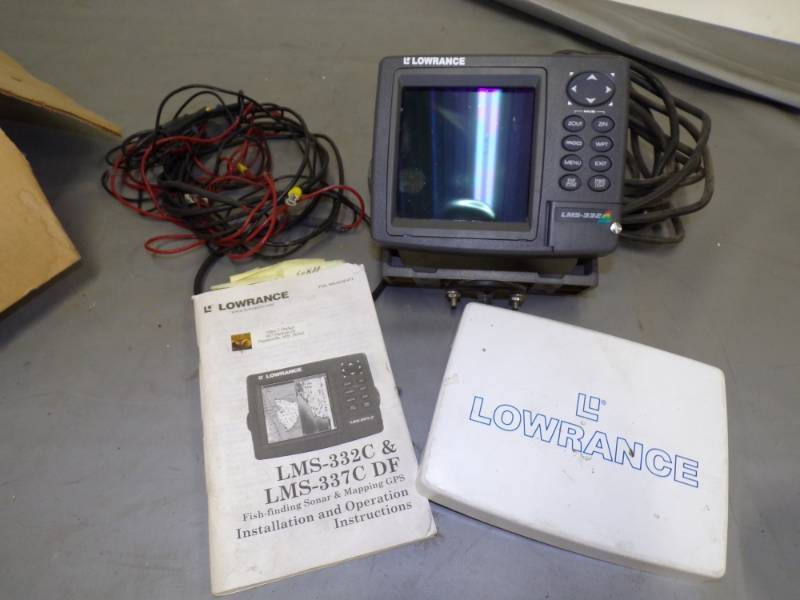 LOWRANCE
ZOUT
ZIN
PAGES
WPT
MENU
EXIT
LMS-332C
LOWRANCE
LMS-332C &
LMS-337C DF
Fish-finding Sonar & Mapping GPS
Installation and Operation
Instructions
LOWRANCE
LOWRANCE